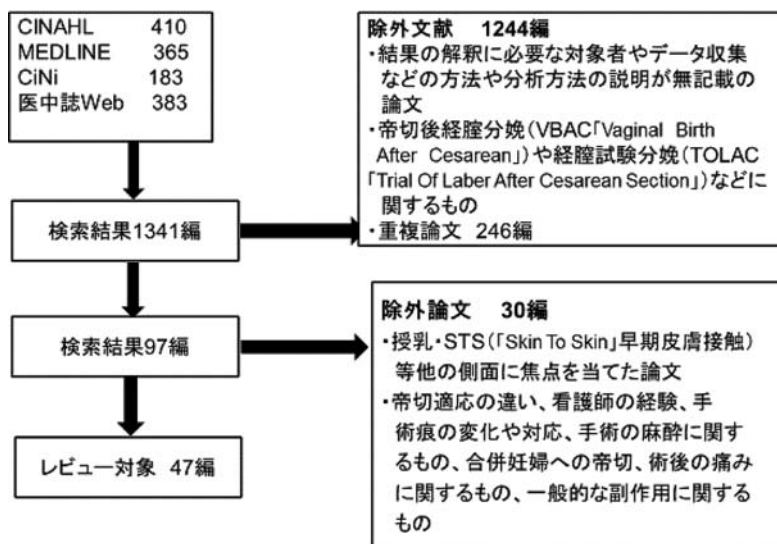 CINAHL 410
MEDLINE 365
CiNi 183
医中誌Web 383
除外文献 1244編
・結果の解釈に必要な対象者やデータ収集
などの方法や分析方法の説明が無記載の
論文
・帝切後経腟分娩(VBAC「Vaginal Birth
After Cesarean」)や経腟試験分娩(TOLAC
「Trial Of Laber After Cesarean Section」)などに
関するもの
・重複論文 246編
検索結果1341編
除外論文 30編
・授乳・STS(「Skin To Skin」早期皮膚接触)
等他の側面に焦点を当てた論文
・帝切適応の違い、看護師の経験、手
術痕の変化や対応、手術の麻酔に関す
るもの、合併妊婦への帝切、術後の痛み
に関するもの、一般的な副作用に関する
もの
検索結果97編
レビュー対象 47編